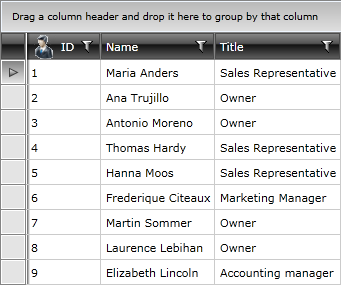 Drag a column header and drop it here to group by that column
ID Name Title
1 Maria Anders Sales Representative
2 Ana Trujillo Owner
3 Antonio Moreno Owner
4 Thomas Hardy Sales Representative
5 Hanna Moos Sales Representative
6 Frederique Citeaux Marketing Manager
7 Martin Sommer Owner
8 Laurence Lebihan Owner
9 Elizabeth Lincoln Accounting manager